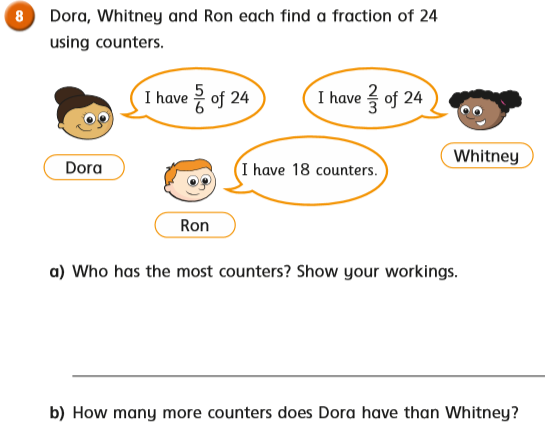 8 Dora, Whitney and Ron each find a fraction of 24
using counters.
I have 5/6 of 24
I have 2/3 of 24
Dora
Whitney
I have 18 counters.
Ron
a) Who has the most counters? Show your workings.
b) How many more counters does Dora have than Whitney?